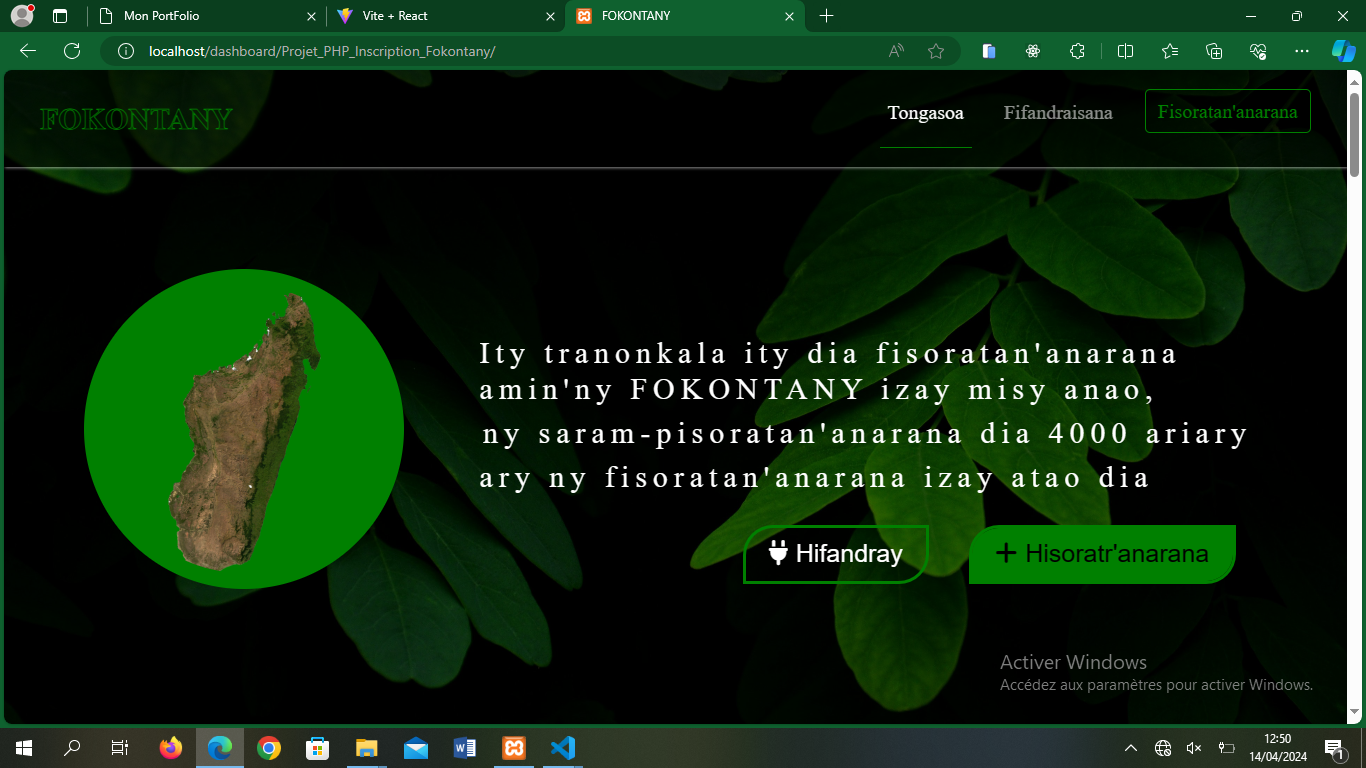 Mon PortFolio
Vite + React
FOKONTANY
localhost/dashboard/Projet_PHP_Inscription_Fokontany/
FOKONTANY
Tongasoa
Fifandraisana
Fisoratan'anarana
Ity tranonkala ity dia fisoratan'anarana
amin'ny FOKONTANY izay misy anao,
ny saram-pisoratan'anarana dia 4000 ariary
ary ny fisoratan'anarana izay atao dia
Hifandray
Hisoratr'anarana
Activer Windows
Accédez aux paramètres pour activer Windows.
12:50
14/04/2024
1